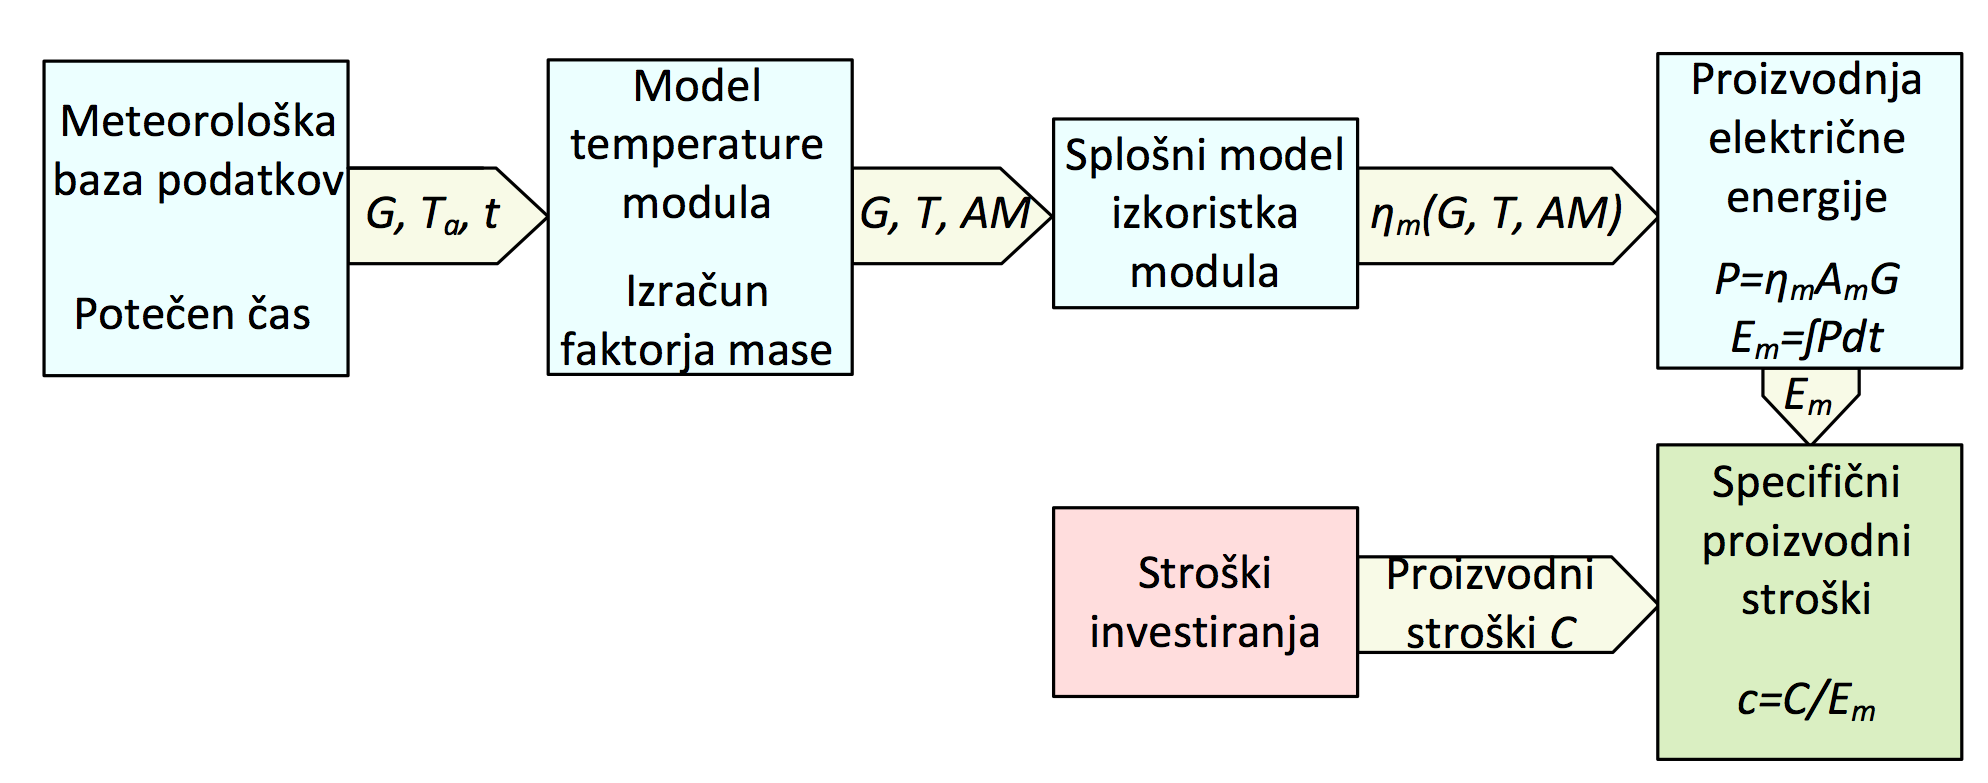 Meteorološka
baza podatkov
Potečen čas
G, Tₐ, t
Model
temperature
modula
Izračun
faktorja mase
G, T, AM
Splošni model
izkoristka
modula
ηₘ(G, T, AM)
Proizvodnja
električne
energije
P=ηₘAₘG
Eₘ=∫Pdt
Eₘ
Stroški
investiranja
Proizvodni
stroški C
Specifični
proizvodni
stroški
c=C/Eₘ